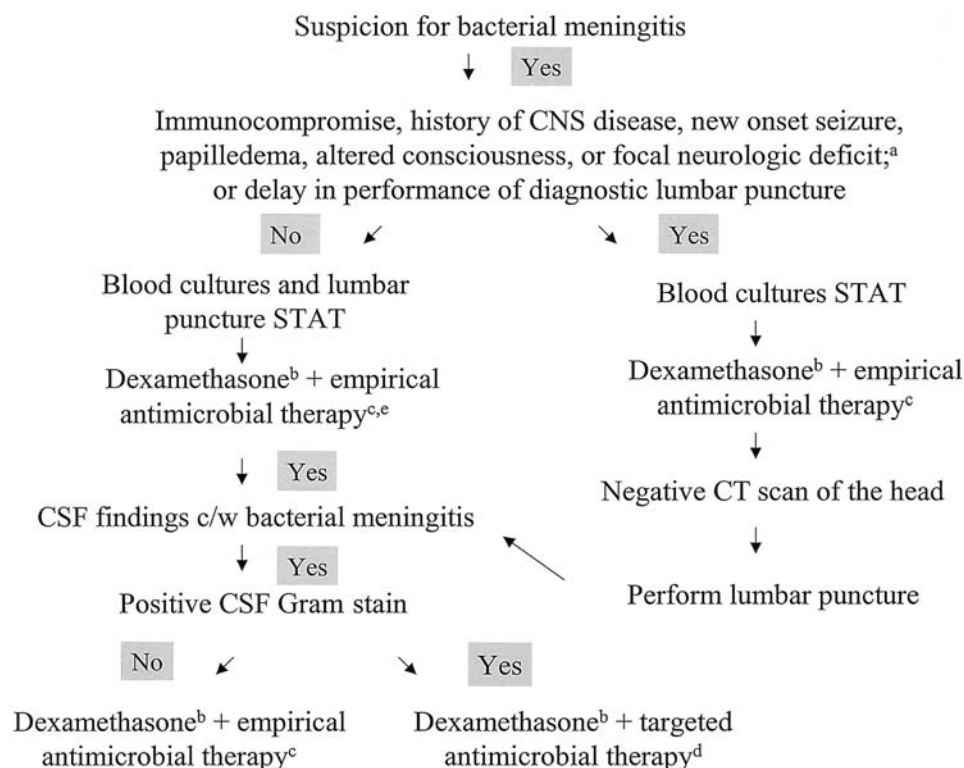 Suspicion for bacterial meningitis
Yes
Immunocompromise, history of CNS disease, new onset seizure,
papilledema, altered consciousness, or focal neurologic deficit;ᵃ
or delay in performance of diagnostic lumbar puncture
No
Yes
Blood cultures and lumbar
puncture STAT
Dexamethasoneᵇ + empirical
antimicrobial therapyᶜ,ᵉ
Yes
Blood cultures STAT
Dexamethasoneᵇ + empirical
antimicrobial therapyᶜ
Negative CT scan of the head
Perform lumbar puncture
CSF findings c/w bacterial meningitis
Yes
Positive CSF Gram stain
No
Yes
Dexamethasoneᵇ + empirical
antimicrobial therapyᶜ
Dexamethasoneᵇ + targeted
antimicrobial therapyᵈ